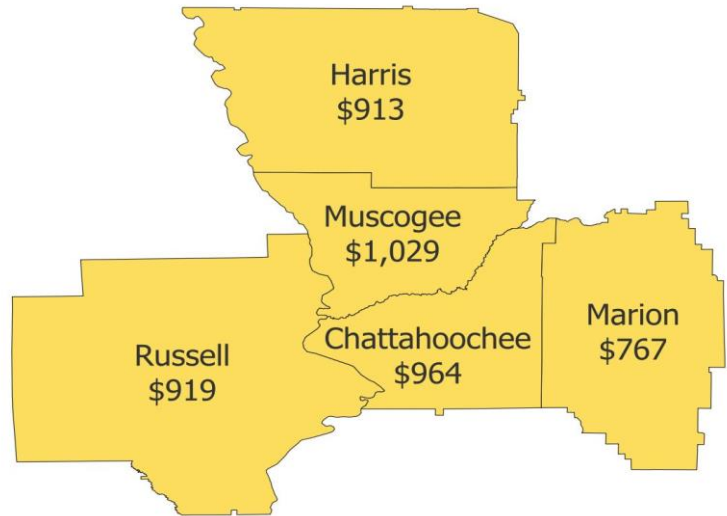 Harris
$913
Muscogee
$1,029
Chattahoochee
$964
Marion
$767
Russell
$919